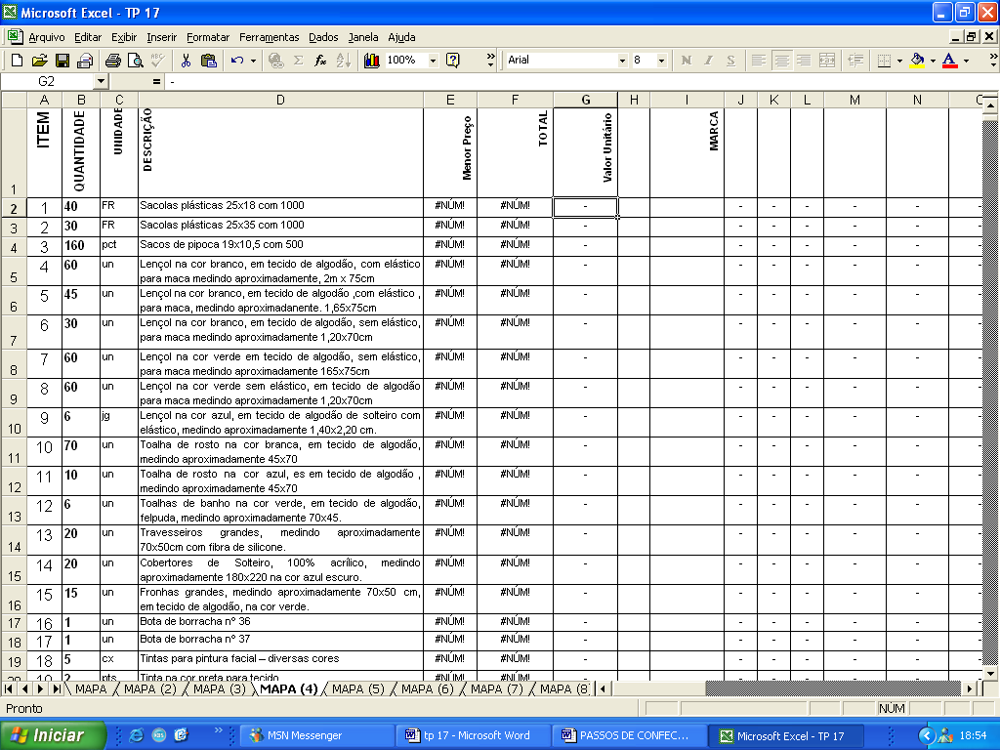 Microsoft Excel - TP 17
Arquivo Editar Exibir Inserir Formatar Ferramentas Dados Janela Ajuda
100% Arial 8 N I S
G2 = -
A B C D E F G H I J K L M N
1 ITEM QUANTIDADE UNIDADE DESCRIÇÃO Menor Preço TOTAL Valor Unitário MARCA
2 1 40 FR Sacolas plásticas 25x18 com 1000 #NÚM! #NÚM! - - - - - -
3 2 30 FR Sacolas plásticas 25x35 com 1000 #NÚM! #NÚM! - - - - - -
4 3 160 pct Sacos de pipoca 19x10,5 com 500 #NÚM! #NÚM! - - - - - -
4 60 un Lençol na cor branco, em tecido de algodão, com elástico #NÚM! #NÚM! - - - - - -
5 para maca medindo aproximadamente, 2m x 75cm
5 45 un Lençol na cor branco, em tecido de algodão ,com elástico , #NÚM! #NÚM! - - - - - -
6 para maca, medindo aproximadanente. 1,65x75cm
6 30 un Lençol na cor branco, em tecido de algodão, sem elástico, #NÚM! #NÚM! - - - - - -
7 para maca medindo aproximadamente 1,20x70cm
7 60 un Lençol na cor verde em tecido de algodão, sem elástico, #NÚM! #NÚM! - - - - - -
8 para maca medindo aproximadamente 165x75cm
8 60 un Lençol na cor verde sem elástico, em tecido de algodão #NÚM! #NÚM! - - - - - -
9 para maca medindo aproximadamente 1,20x70cm
9 6 jg Lençol na cor azul, em tecido de algodão de solteiro com #NÚM! #NÚM! - - - - - -
10 elástico, medindo aproximadamente 1,40x2,20 cm.
10 70 un Toalha de rosto na cor branca, em tecido de algodão, #NÚM! #NÚM! - - - - - -
11 medindo aproximadamente 45x70
11 10 un Toalha de rosto na cor azul, es em tecido de algodão , #NÚM! #NÚM! - - - - - -
12 medindo aproximadamente 45x70
12 6 un Toalhas de banho na cor verde, em tecido de algodão, #NÚM! #NÚM! - - - - - -
13 felpuda, medindo aproximadamente 70x45.
13 20 un Travesseiros grandes, medindo aproximadamente #NÚM! #NÚM! - - - - - -
14 70x50cm com fibra de silicone.
14 20 un Cobertores de Solteiro, 100% acrílico, medindo #NÚM! #NÚM! - - - - - -
15 aproximadamente 180x220 na cor azul escuro.
15 15 un Fronhas grandes, medindo aproximadamente 70x50 cm, #NÚM! #NÚM! - - - - - -
16 em tecido de algodão, na cor verde.
17 16 1 un Bota de borracha nº 36 #NÚM! #NÚM! - - - - - -
18 17 1 un Bota de borracha nº 37 #NÚM! #NÚM! - - - - - -
19 18 5 cx Tintas para pintura facial – diversas cores #NÚM! #NÚM! - - - - - -
20 19 2 pts Tinta na cor preta para tecido #NÚM! #NÚM!
MAPA MAPA (2) MAPA (3) MAPA (4) MAPA (5) MAPA (6) MAPA (7) MAPA (8)
Pronto NÚM
Iniciar MSN Messenger tp 17 - Microsoft Word PASSOS DE CONFEC... Microsoft Excel - TP 17 18:54